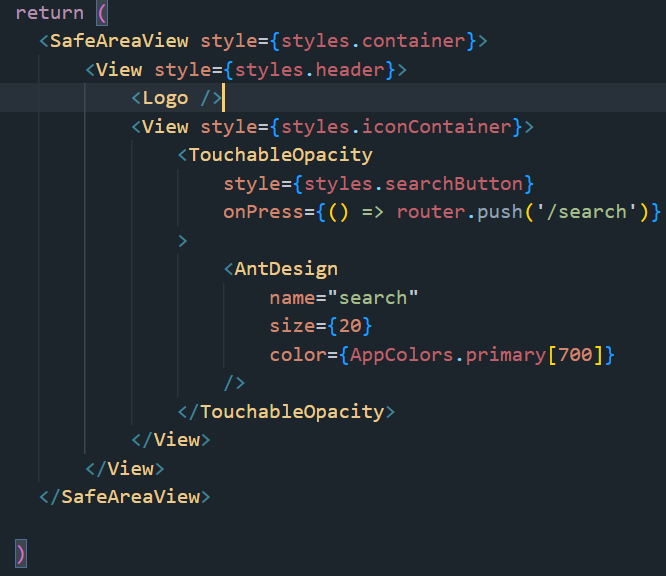 return (
<SafeAreaView style={styles.container}>
<View style={styles.header}>
<Logo />
<View style={styles.iconContainer}>
<TouchableOpacity
style={styles.searchButton}
onPress={() => router.push('/search')}
>
<AntDesign
name="search"
size={20}
color={AppColors.primary[700]}
/>
</TouchableOpacity>
</View>
</View>
</SafeAreaView>
)